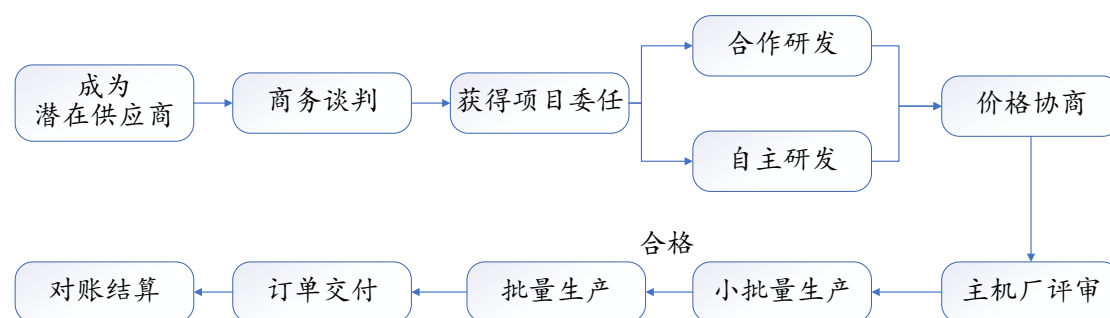 成为
潜在供应商
商务谈判
获得项目委任
合作研发
自主研发
价格协商
主机厂评审
小批量生产
合格
批量生产
订单交付
对账结算